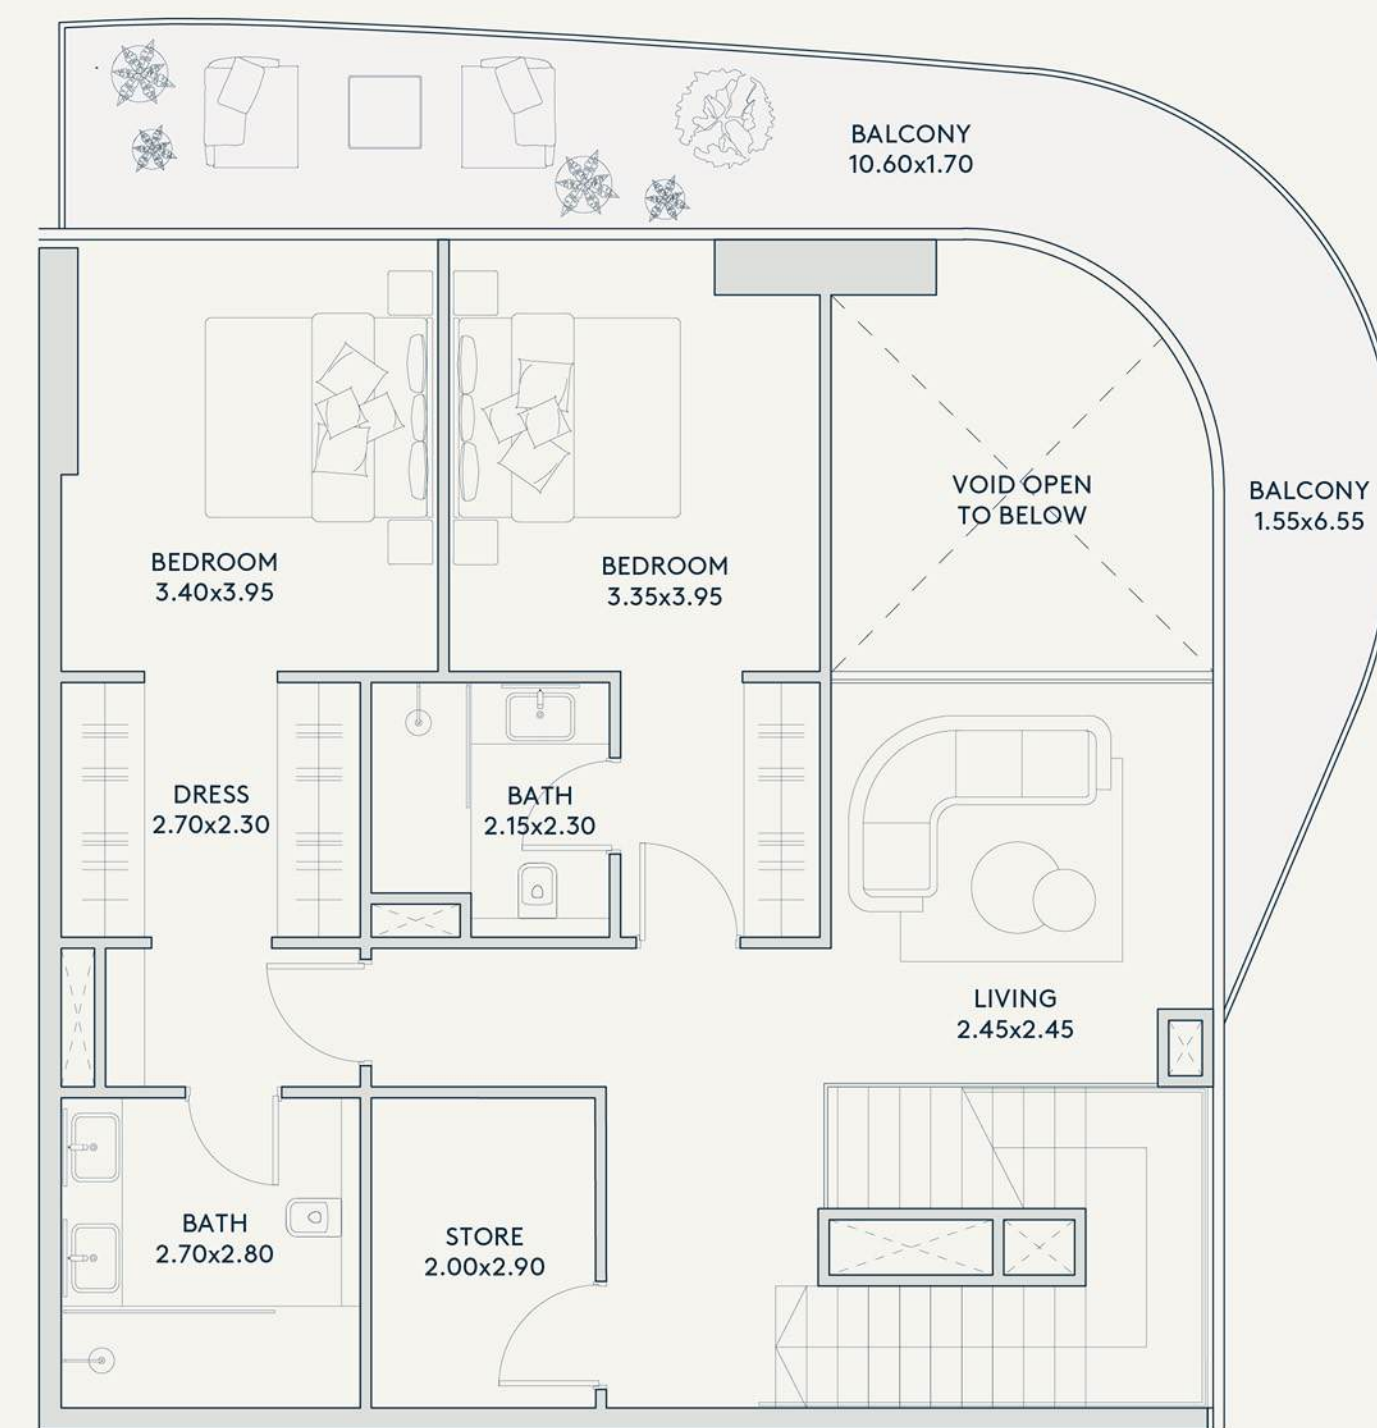 BALCONY
10.60x1.70
VOID OPEN
TO BELOW
BALCONY
1.55x6.55
BEDROOM
3.40x3.95
BEDROOM
3.35x3.95
DRESS
2.70x2.30
BATH
2.15x2.30
LIVING
2.45x2.45
BATH
2.70x2.80
STORE
2.00x2.90